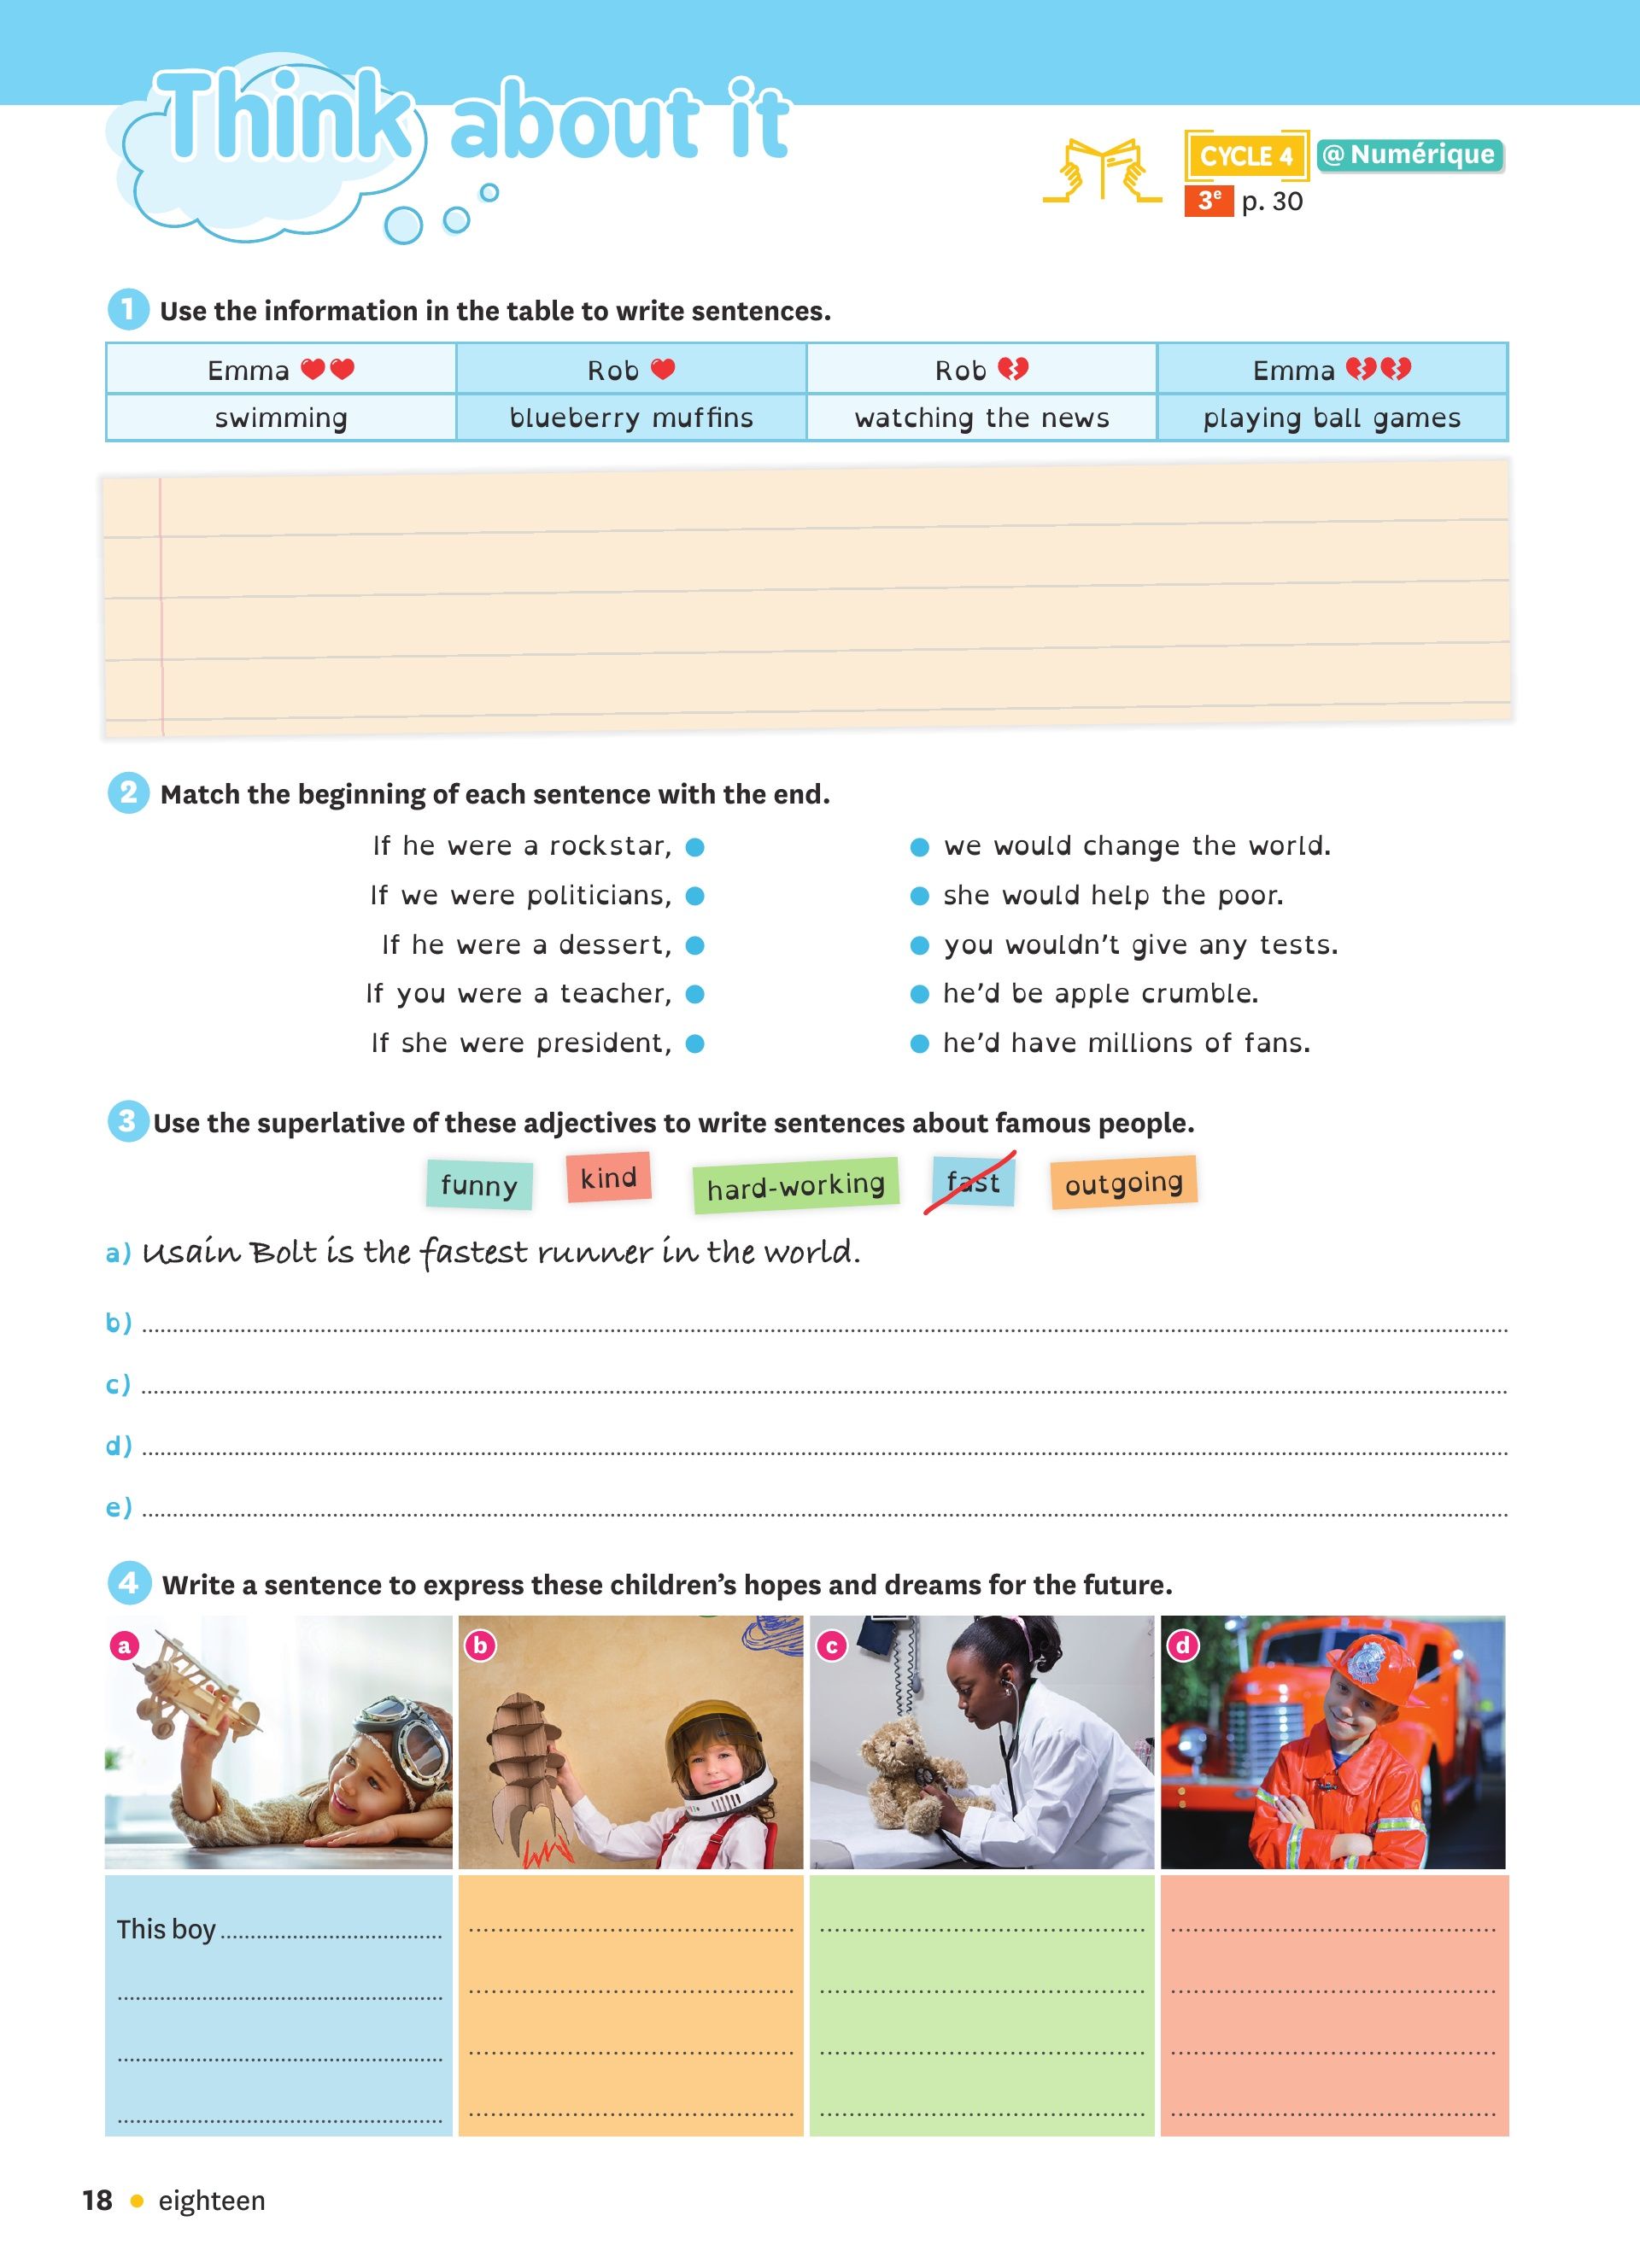 Think about it
CYCLE 4 @ Numérique
3e p. 30
1 Use the information in the table to write sentences.
Emma ❤❤ Rob ❤ Rob 💔 Emma 💔💔
swimming blueberry muffins watching the news playing ball games
2 Match the beginning of each sentence with the end.
If he were a rockstar, ● ● we would change the world.
If we were politicians, ● ● she would help the poor.
If he were a dessert, ● ● you wouldn't give any tests.
If you were a teacher, ● ● he'd be apple crumble.
If she were president, ● ● he'd have millions of fans.
3 Use the superlative of these adjectives to write sentences about famous people.
funny kind hard-working fast outgoing
a) Usain Bolt is the fastest runner in the world.
b)
c)
d)
e)
4 Write a sentence to express these children's hopes and dreams for the future.
a b c d
This boy
18 ● eighteen